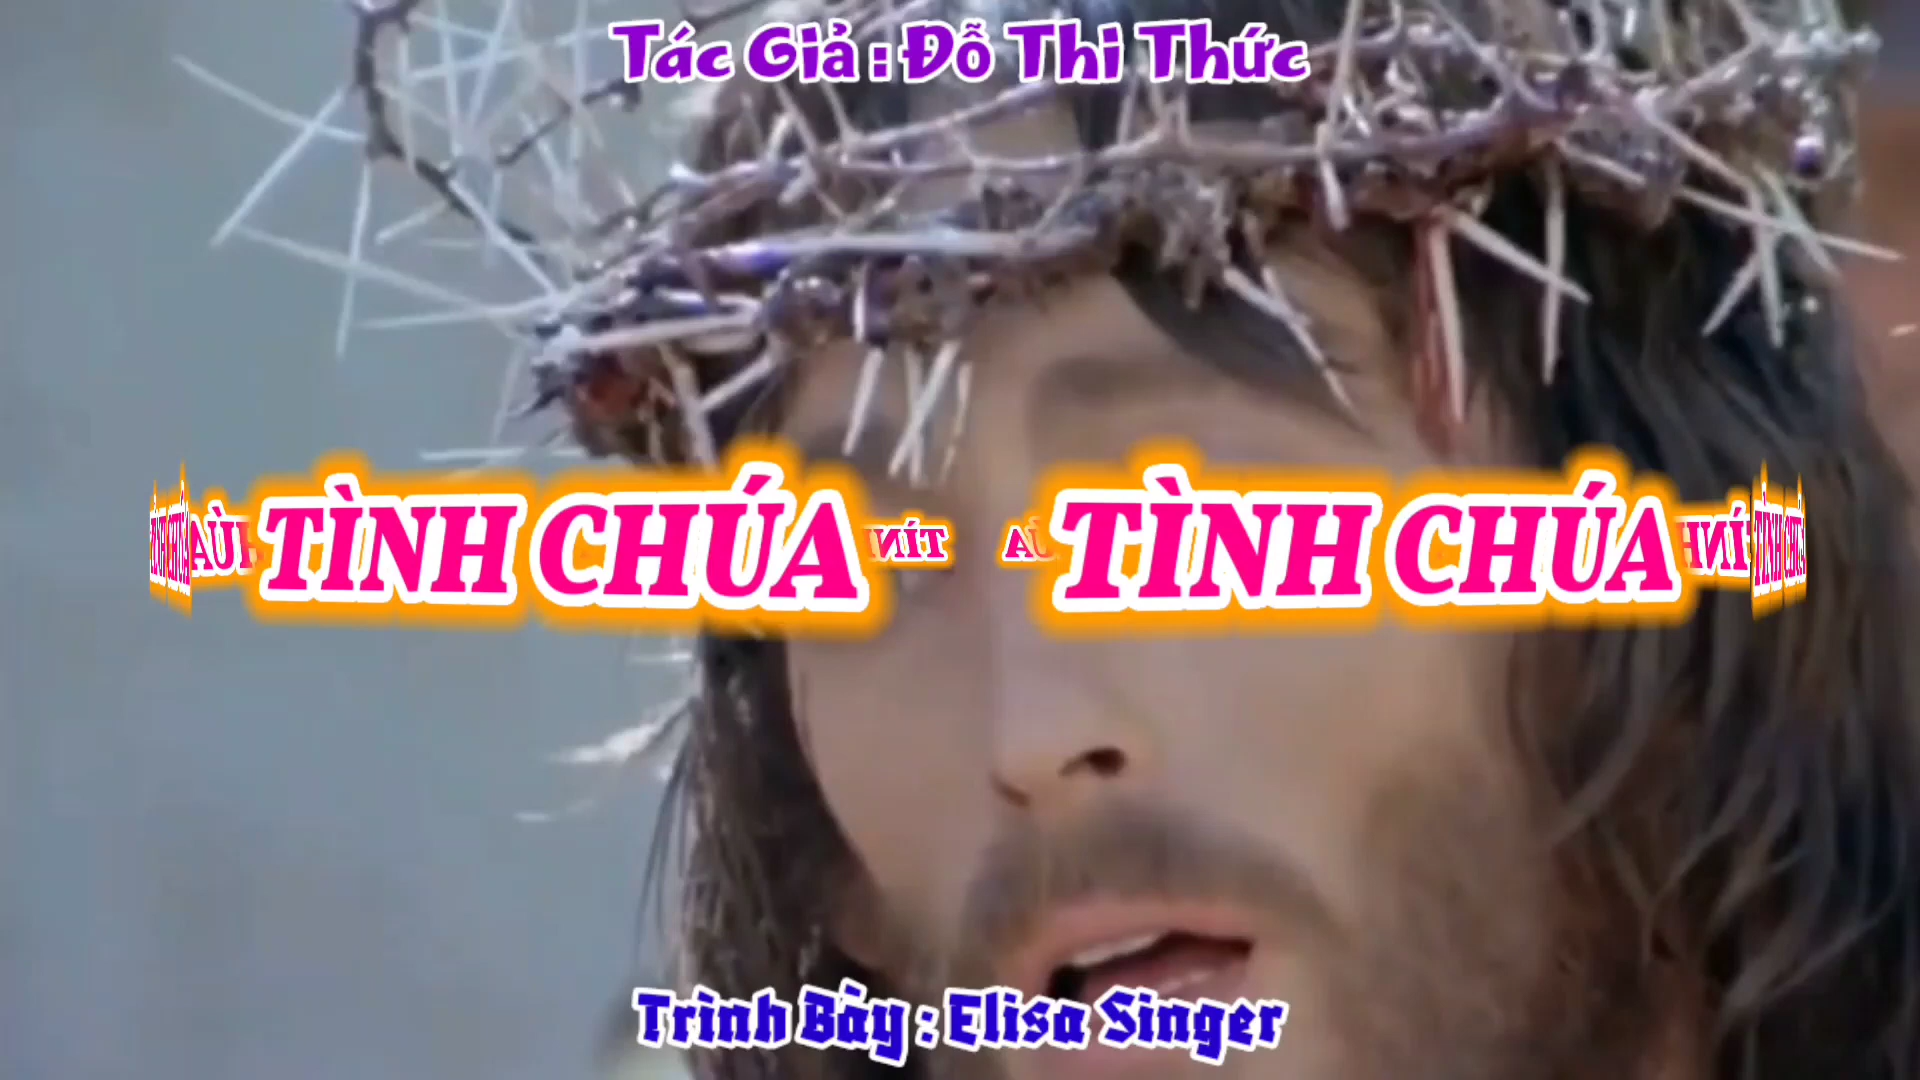 Tác Giả : Đỗ Thi Thức
TÌNH CHÚA TÌNH CHÚA
Trình Bày : Elisa Singer